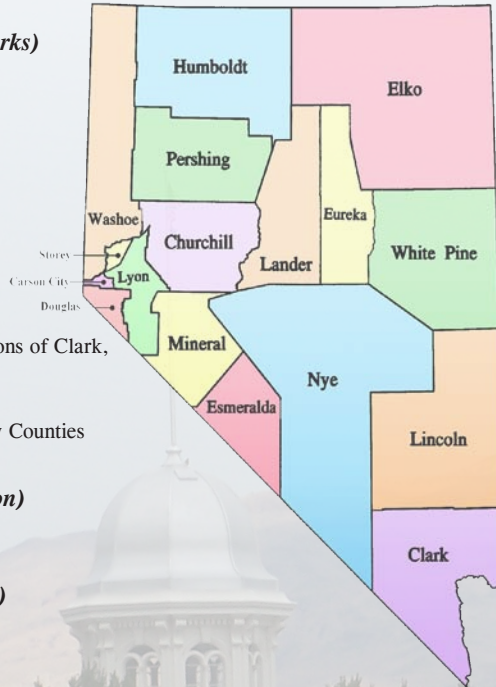 rks)
Humboldt
Elko
Pershing
Washoe
Eureka
Churchill
White Pine
Storey
Lander
Lyon
Carson City
Douglas
ons of Clark,
Mineral
Nye
Esmeralda
y Counties
Lincoln
on)
Clark
)